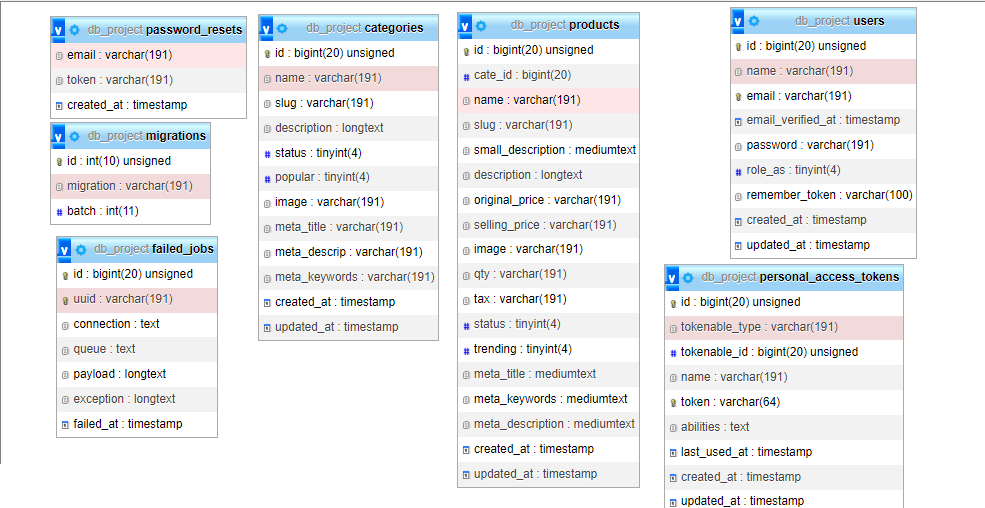 db_project password_resets
email : varchar(191)
token : varchar(191)
created_at : timestamp
db_project migrations
id : int(10) unsigned
migration : varchar(191)
batch : int(11)
db_project failed_jobs
id : bigint(20) unsigned
uuid : varchar(191)
connection : text
queue : text
payload : longtext
exception : longtext
failed_at : timestamp
db_project categories
id : bigint(20) unsigned
name : varchar(191)
slug : varchar(191)
description : longtext
status : tinyint(4)
popular : tinyint(4)
image : varchar(191)
meta_title : varchar(191)
meta_descrip : varchar(191)
meta_keywords : varchar(191)
created_at : timestamp
updated_at : timestamp
db_project products
id : bigint(20) unsigned
cate_id : bigint(20)
name : varchar(191)
slug : varchar(191)
small_description : mediumtext
description : longtext
original_price : varchar(191)
selling_price : varchar(191)
image : varchar(191)
qty : varchar(191)
tax : varchar(191)
status : tinyint(4)
trending : tinyint(4)
meta_title : mediumtext
meta_keywords : mediumtext
meta_description : mediumtext
created_at : timestamp
updated_at : timestamp
db_project users
id : bigint(20) unsigned
name : varchar(191)
email : varchar(191)
email_verified_at : timestamp
password : varchar(191)
role_as : tinyint(4)
remember_token : varchar(100)
created_at : timestamp
updated_at : timestamp
db_project personal_access_tokens
id : bigint(20) unsigned
tokenable_type : varchar(191)
tokenable_id : bigint(20) unsigned
name : varchar(191)
token : varchar(64)
abilities : text
last_used_at : timestamp
created_at : timestamp
updated_at : timestamp